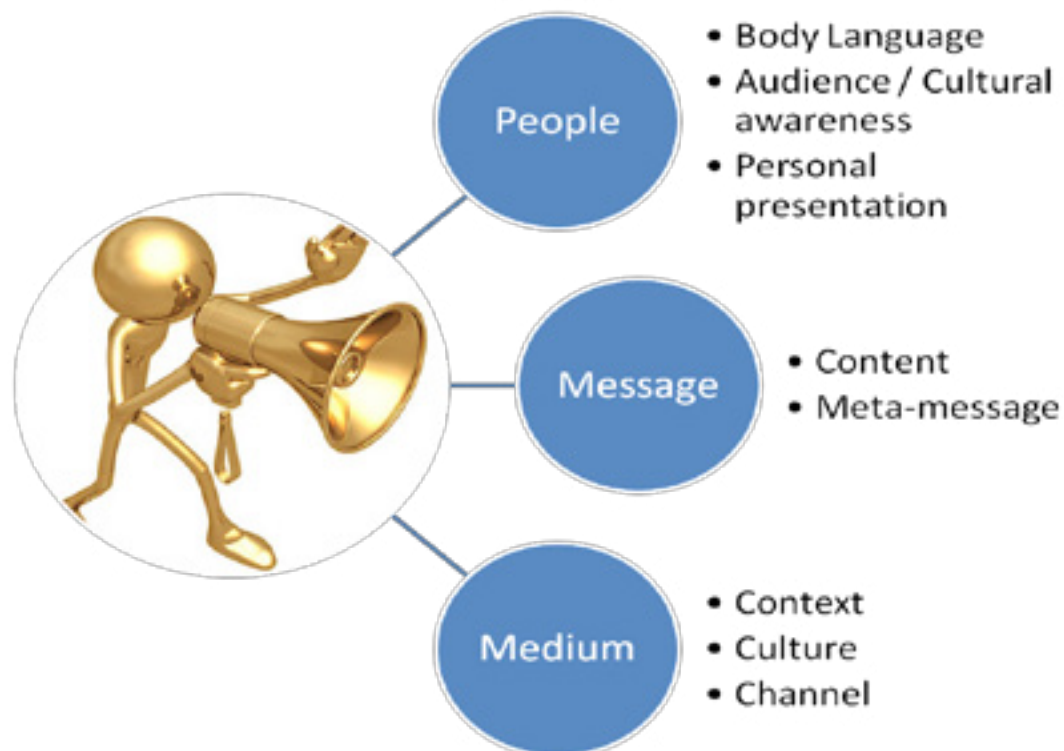 People
• Body Language
• Audience / Cultural
awareness
• Personal
presentation
Message
• Content
• Meta-message
Medium
• Context
• Culture
• Channel